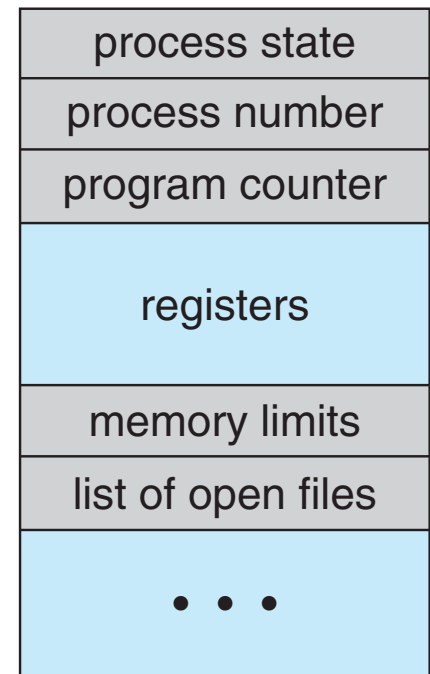 process state
process number
program counter
registers
memory limits
list of open files
• • •